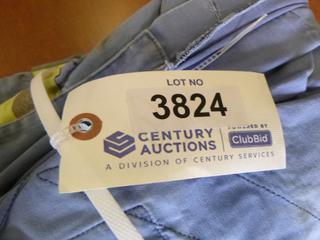 LOT NO
3824
CENTURY POWERED BY
AUCTIONS ClubBid
A DIVISION OF CENTURY SERVICES